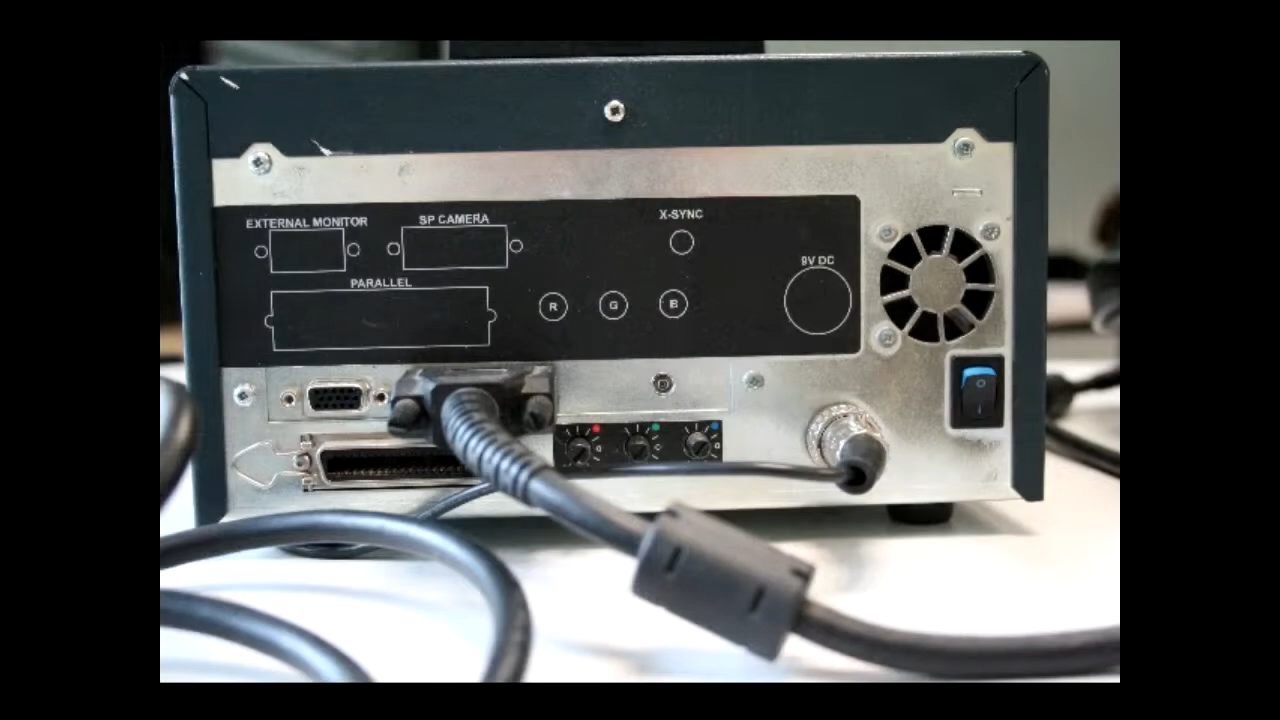 EXTERNAL MONITOR
SP CAMERA
X-SYNC
9V DC
PARALLEL
R
G
B